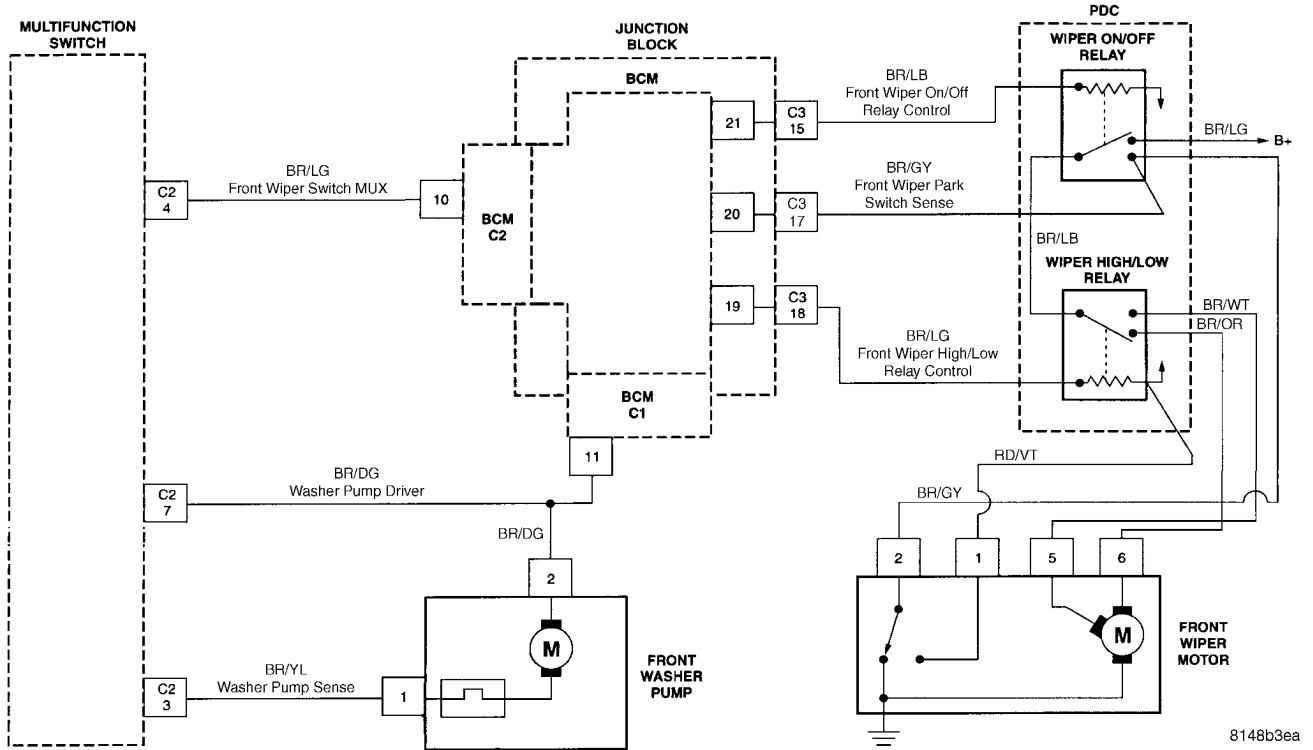 MULTIFUNCTION
SWITCH
JUNCTION
BLOCK
BCM
PDC
WIPER ON/OFF
RELAY
BR/LB
Front Wiper On/Off
Relay Control
21
C3
15
BR/LG
B+
BR/LG
Front Wiper Switch MUX
C2
4
10
BCM
C2
BR/GY
Front Wiper Park
Switch Sense
20
C3
17
BR/LB
WIPER HIGH/LOW
RELAY
19
C3
18
BR/WT
BR/OR
BR/LG
Front Wiper High/Low
Relay Control
BCM
C1
11
RD/VT
BR/DG
Washer Pump Driver
C2
7
BR/GY
BR/DG
2
2
1
5
6
M
M
FRONT
WIPER
MOTOR
FRONT
WASHER
PUMP
BR/YL
Washer Pump Sense
C2
3
1
8148b3ea